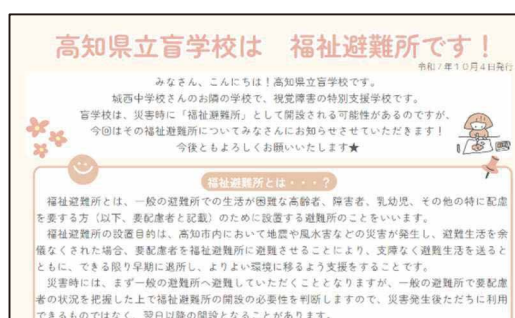 高知県立盲学校は　福祉避難所です！
令和７年１０月４日発行
みなさん、こんにちは！高知県立盲学校です。
城西中学校さんのお隣の学校で、視覚障害の特別支援学校です。
盲学校は、災害時に「福祉避難所」として開設される可能性があるのですが、
今回はその福祉避難所についてみなさんにお知らせさせていただきます！
今後ともよろしくお願いいたします★
福祉避難所とは・・・？
福祉避難所とは、一般の避難所での生活が困難な高齢者、障害者、乳幼児、その他の特に配慮
を要する方（以下、要配慮者と記載）のために設置する避難所のことをいいます。
福祉避難所の設置目的は、高知市内において地震や風水害などの災害が発生し、避難生活を余
儀なくされた場合、要配慮者を福祉避難所に避難させることにより、支障なく避難生活を送ると
ともに、できる限り早期に退所し、よりよい環境に移るよう支援をすることです。
災害時には、まず一般の避難所へ避難していくこととなりますが、一般の避難所で要配慮
者の状況を把握した上で福祉避難所の開設の必要性を判断しますので、災害発生後ただちに利用
できるものではなく、翌日以降の開設となることがあります。